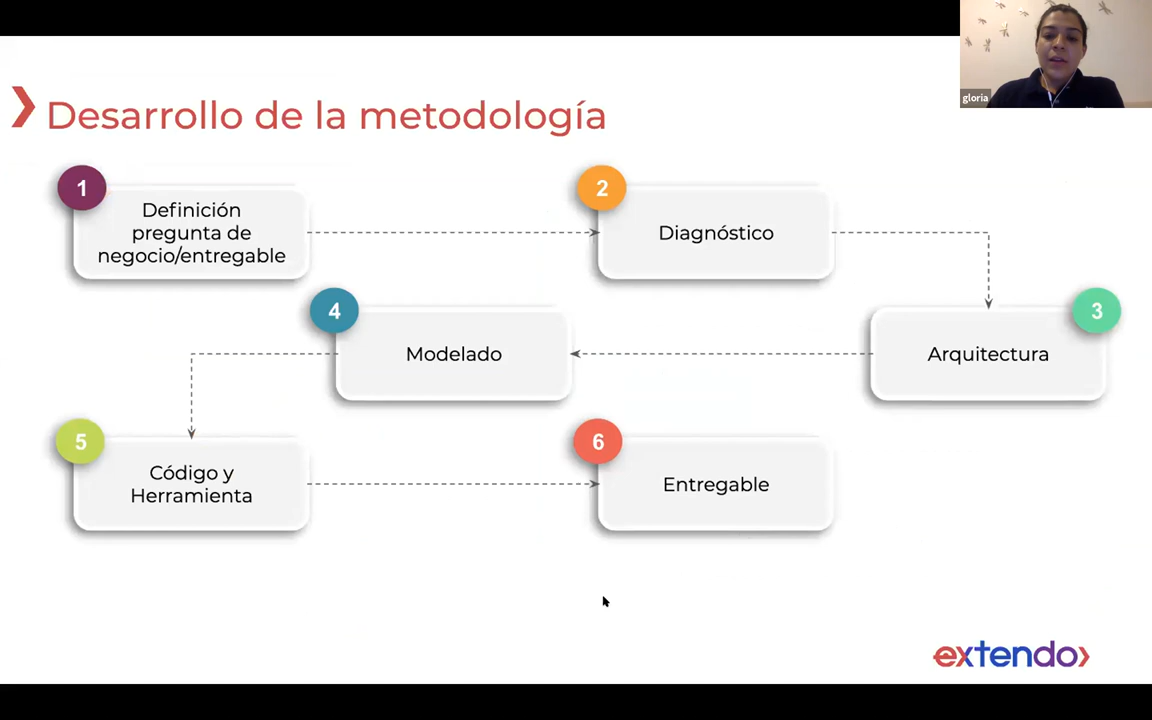 gloria
Desarrollo de la metodología
1
Definición
pregunta de
negocio/entregable
2
Diagnóstico
3
Arquitectura
4
Modelado
5
Código y
Herramienta
6
Entregable
extendo